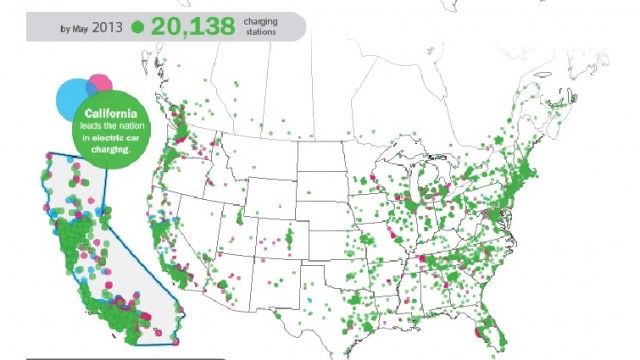 by May 2013 20,138 charging
stations
California
leads the nation
in electric car
charging.